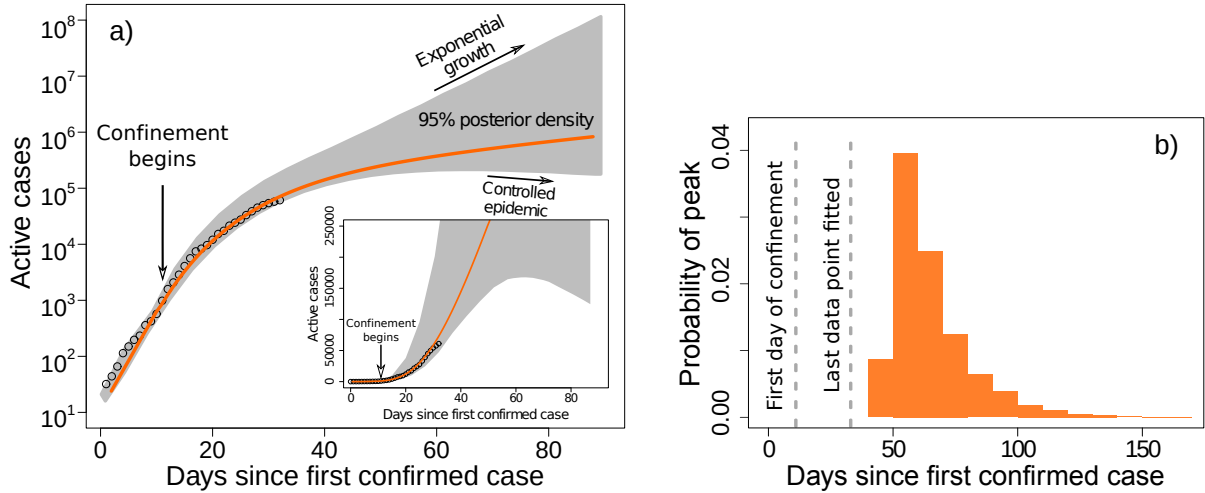 a)
Active cases
10^8
10^7
10^6
10^5
10^4
10^3
10^2
10^1
Confinement
begins
Exponential
growth
95% posterior density
Controlled
epidemic
0 20 40 60 80
Days since first confirmed case
Active cases
250000
150000
50000
0
Confinement
begins
0 20 40 60 80
Days since first confirmed case
b)
Probability of peak
0.04
0.02
0.00
First day of confinement
Last data point fitted
0 50 100 150
Days since first confirmed case